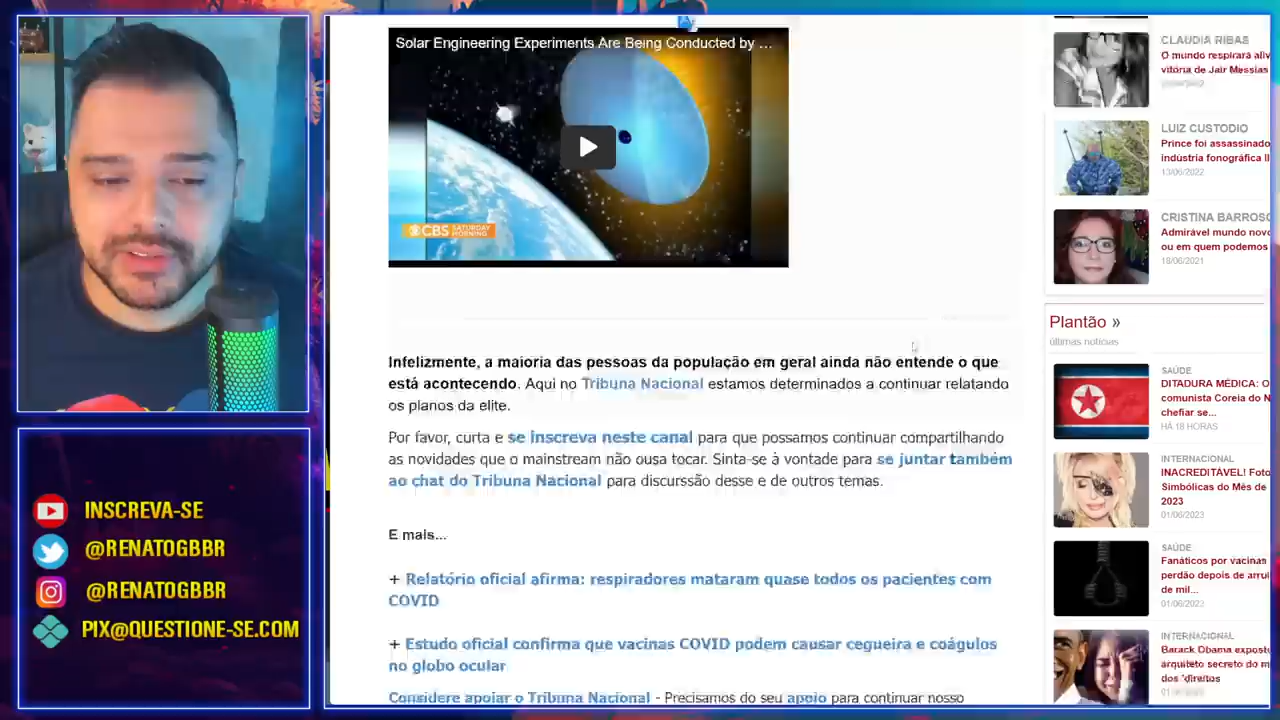 Solar Engineering Experiments Are Being Conducted by ...
CBS SATURDAY MORNING
Infelizmente, a maioria das pessoas da população em geral ainda não entende o que
está acontecendo. Aqui no Tribuna Nacional estamos determinados a continuar relatando
os planos da elite.
Por favor, curta e se inscreva neste canal para que possamos continuar compartilhando
as novidades que o mainstream não ousa tocar. Sinta-se à vontade para se juntar também
ao chat do Tribuna Nacional para discurssão desse e de outros temas.
E mais...
+ Relatório oficial afirma: respiradores mataram quase todos os pacientes com
COVID
+ Estudo oficial confirma que vacinas COVID podem causar cegueira e coágulos
no globo ocular
Considere apoiar o Tribuna Nacional - Precisamos do seu apoio para continuar nosso
CLAUDIA RIBAS
O mundo respirará
vitória de Jair Messias
LUIZ CUSTODIO
Prince foi assassinado
indústria fonográfica
13/06/2022
CRISTINA BARROSO
Admirável mundo novo
ou em quem podemos
18/06/2021
Plantão »
últimas notícias
SAÚDE
DITADURA MÉDICA: O
comunista Coreia do N
chefiar se...
HÁ 18 HORAS
INTERNACIONAL
INACREDITÁVEL! Foto
Simbólicas do Mês de
2023
01/06/2023
SAÚDE
Fanáticos por vacinas
perdão depois de arrui
de mil...
01/06/2023
INTERNACIONAL
Barack Obama exposto
arquiteto secreto do m
dos "direitos
INSCREVA-SE
@RENATOGBBR
@RENATOGBBR
PIX@QUESTIONE-SE.COM